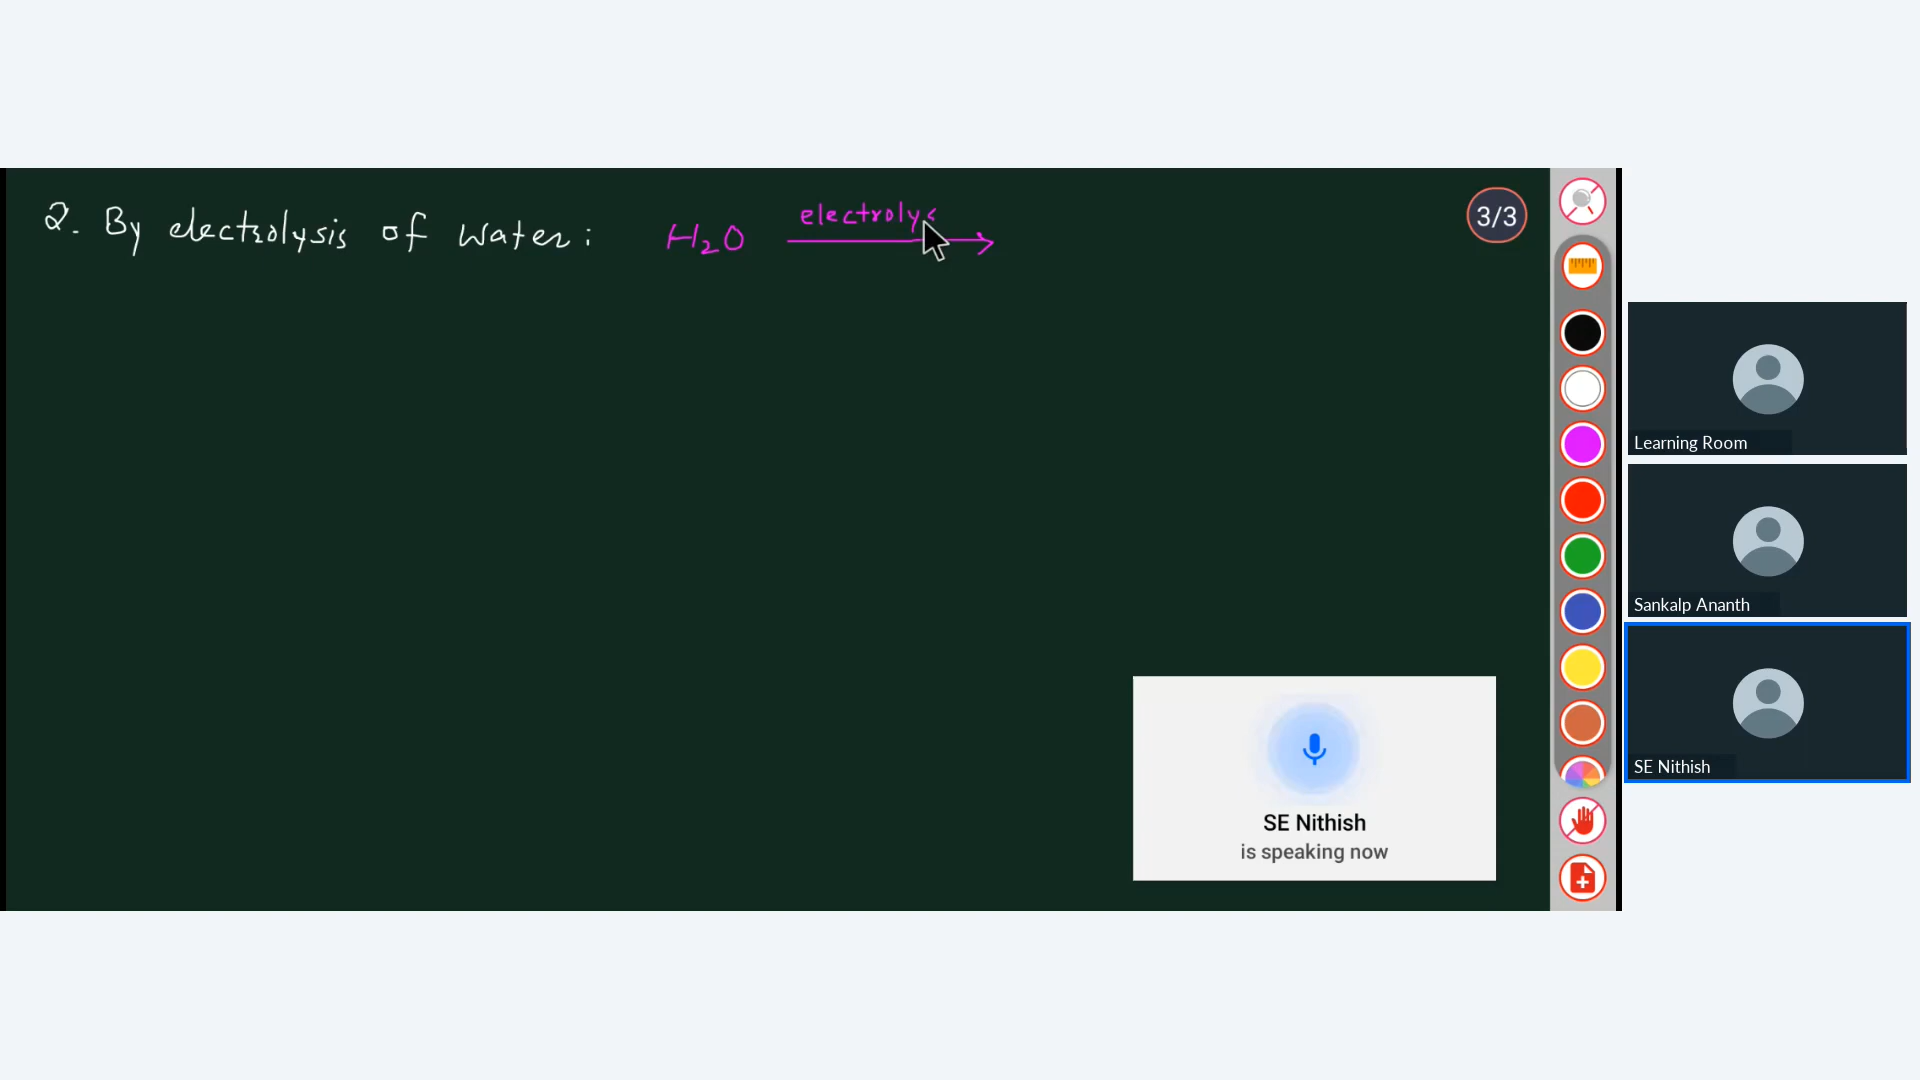 2. By electrolysis of water : H₂O electrolys
3/3
Learning Room
Sankalp Ananth
SE Nithish
SE Nithish
is speaking now